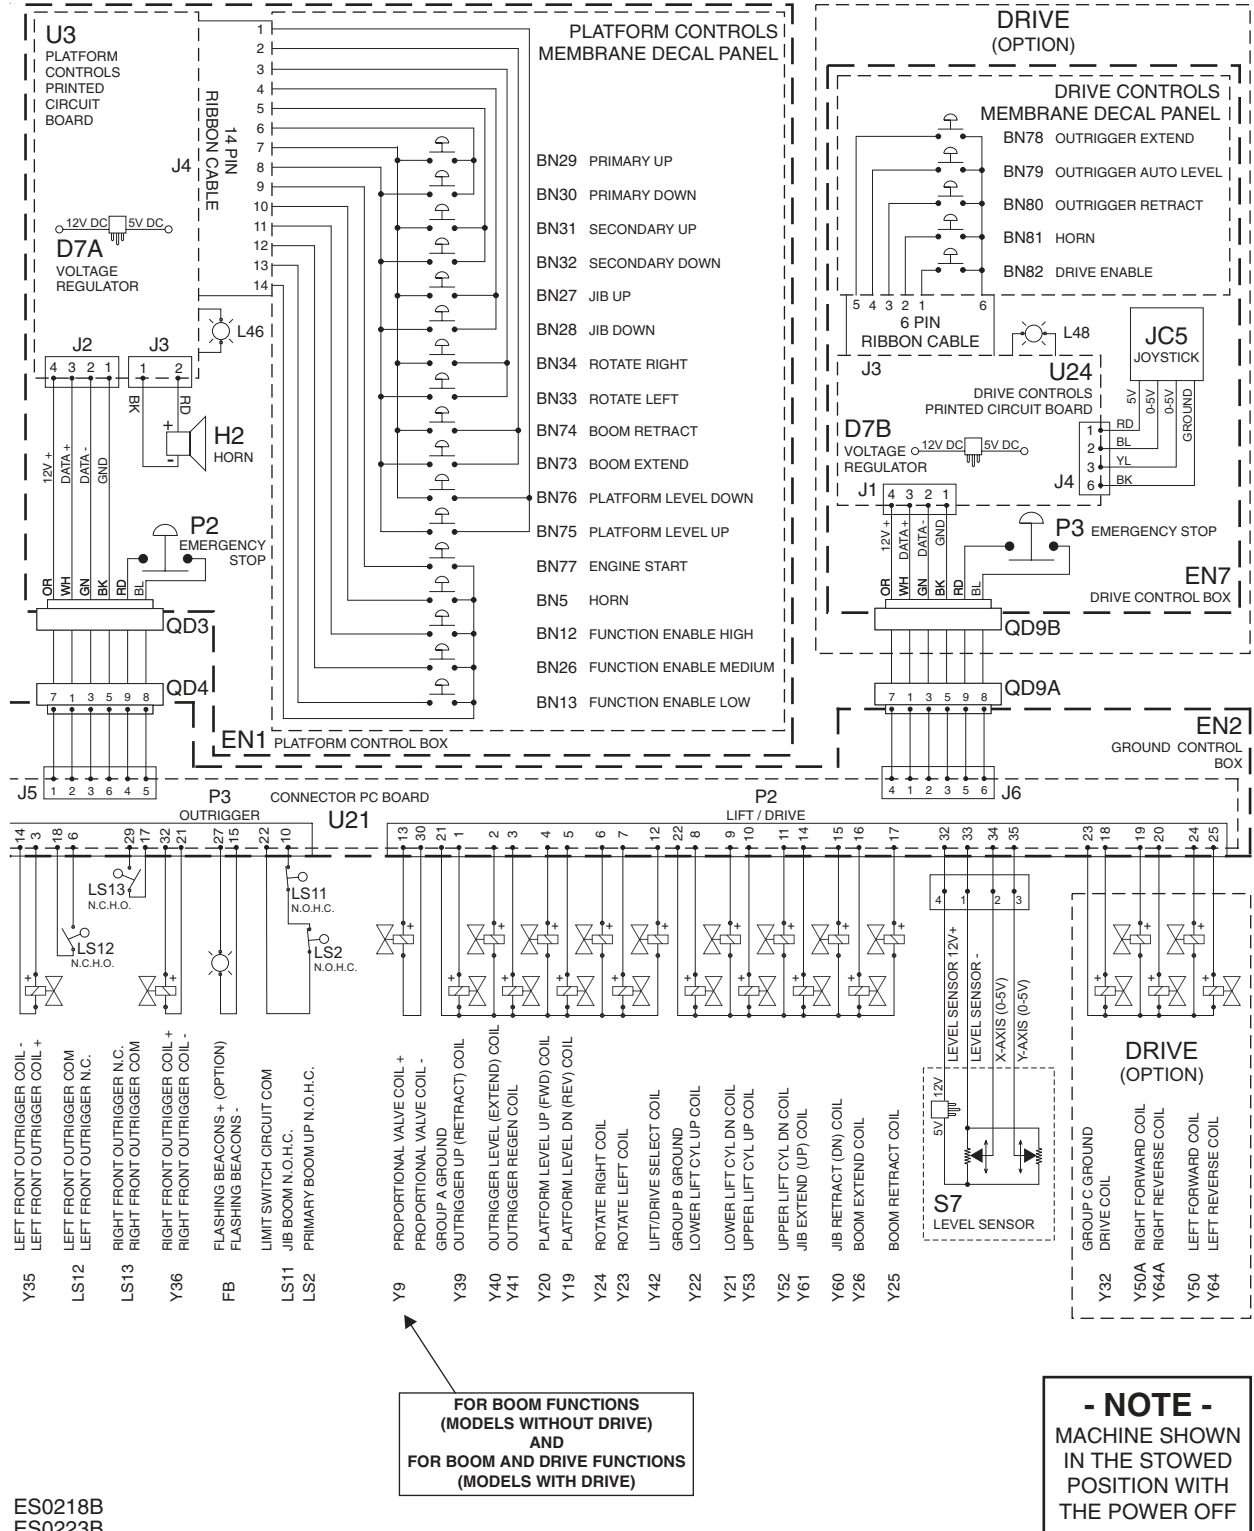 U3
PLATFORM
CONTROLS
PRINTED
CIRCUIT
BOARD
J4
14 PIN
RIBBON CABLE
1
2
3
4
5
6
7
8
9
10
11
12
13
14
PLATFORM CONTROLS
MEMBRANE DECAL PANEL
12V DC
5V DC
D7A
VOLTAGE
REGULATOR
L46
BN29 PRIMARY UP
BN30 PRIMARY DOWN
BN31 SECONDARY UP
BN32 SECONDARY DOWN
BN27 JIB UP
BN28 JIB DOWN
BN34 ROTATE RIGHT
BN33 ROTATE LEFT
BN74 BOOM RETRACT
BN73 BOOM EXTEND
BN76 PLATFORM LEVEL DOWN
BN75 PLATFORM LEVEL UP
BN77 ENGINE START
BN5 HORN
BN12 FUNCTION ENABLE HIGH
BN26 FUNCTION ENABLE MEDIUM
BN13 FUNCTION ENABLE LOW
J2
4 3 2 1
J3
1 2
BK
RD
+
-
H2
HORN
12V +
DATA +
DATA -
GND
P2
EMERGENCY
STOP
OR
WH
GN
BK
RD
BL
QD3
QD4
7 1 3 5 9 8
EN1 PLATFORM CONTROL BOX
DRIVE
(OPTION)
DRIVE CONTROLS
MEMBRANE DECAL PANEL
BN78 OUTRIGGER EXTEND
BN79 OUTRIGGER AUTO LEVEL
BN80 OUTRIGGER RETRACT
BN81 HORN
BN82 DRIVE ENABLE
5 4 3 2 1 6
6 PIN
RIBBON CABLE
J3
L48
JC5
JOYSTICK
U24
DRIVE CONTROLS
PRINTED CIRCUIT BOARD
5V
0-5V
0-5V
GROUND
D7B
VOLTAGE
REGULATOR
12V DC
5V DC
J4
1 RD
2 BL
3 YL
6 BK
J1
4 3 2 1
12V +
DATA +
DATA -
GND
P3 EMERGENCY STOP
OR
WH
GN
BK
RD
BL
EN7
DRIVE CONTROL BOX
QD9B
QD9A
7 1 3 5 9 8
EN2
GROUND CONTROL
BOX
J5
1 2 3 6 4 5
J6
4 1 2 3 5 6
P3
OUTRIGGER
CONNECTOR PC BOARD
U21
P2
LIFT / DRIVE
14 3 18 6 29 17 32 21 27 15 22 10
13 30 21 1 2 3 4 5 6 7 12 22 8 9 10 11 14 15 16 17 32 33 34 35 23 18 19 20 24 25
LS13
N.C.H.O.
LS12
N.C.H.O.
LS11
N.O.H.C.
LS2
N.O.H.C.
+ + + + + + + + + + + + + + + + + + + + + + + +
4 1 2 3
LEVEL SENSOR 12V+
LEVEL SENSOR -
X-AXIS (0-5V)
Y-AXIS (0-5V)
12V
5V
S7
LEVEL SENSOR
DRIVE
(OPTION)
LEFT FRONT OUTRIGGER COIL -
LEFT FRONT OUTRIGGER COIL +
LEFT FRONT OUTRIGGER COM
LEFT FRONT OUTRIGGER N.C.
RIGHT FRONT OUTRIGGER N.C.
RIGHT FRONT OUTRIGGER COM
RIGHT FRONT OUTRIGGER COIL +
RIGHT FRONT OUTRIGGER COIL -
FLASHING BEACONS + (OPTION)
FLASHING BEACONS -
LIMIT SWITCH CIRCUIT COM
JIB BOOM N.O.H.C.
PRIMARY BOOM UP N.O.H.C.
PROPORTIONAL VALVE COIL +
PROPORTIONAL VALVE COIL -
GROUP A GROUND
OUTRIGGER UP (RETRACT) COIL
OUTRIGGER LEVEL (EXTEND) COIL
OUTRIGGER REGEN COIL
PLATFORM LEVEL UP (FWD) COIL
PLATFORM LEVEL DN (REV) COIL
ROTATE RIGHT COIL
ROTATE LEFT COIL
LIFT/DRIVE SELECT COIL
GROUP B GROUND
LOWER LIFT CYL UP COIL
LOWER LIFT CYL DN COIL
UPPER LIFT CYL UP COIL
UPPER LIFT CYL DN COIL
JIB EXTEND (UP) COIL
JIB RETRACT (DN) COIL
BOOM EXTEND COIL
BOOM RETRACT COIL
GROUP C GROUND
DRIVE COIL
RIGHT FORWARD COIL
RIGHT REVERSE COIL
LEFT FORWARD COIL
LEFT REVERSE COIL
Y35
LS12
LS13
Y36
FB
LS11
LS2
Y9
Y39
Y40
Y41
Y20
Y19
Y24
Y23
Y42
Y22
Y21
Y53
Y52
Y61
Y60
Y26
Y25
Y32
Y50A
Y64A
Y50
Y64
FOR BOOM FUNCTIONS
(MODELS WITHOUT DRIVE)
AND
FOR BOOM AND DRIVE FUNCTIONS
(MODELS WITH DRIVE)
- NOTE -
MACHINE SHOWN
IN THE STOWED
POSITION WITH
THE POWER OFF
ES0218B
ES0223B